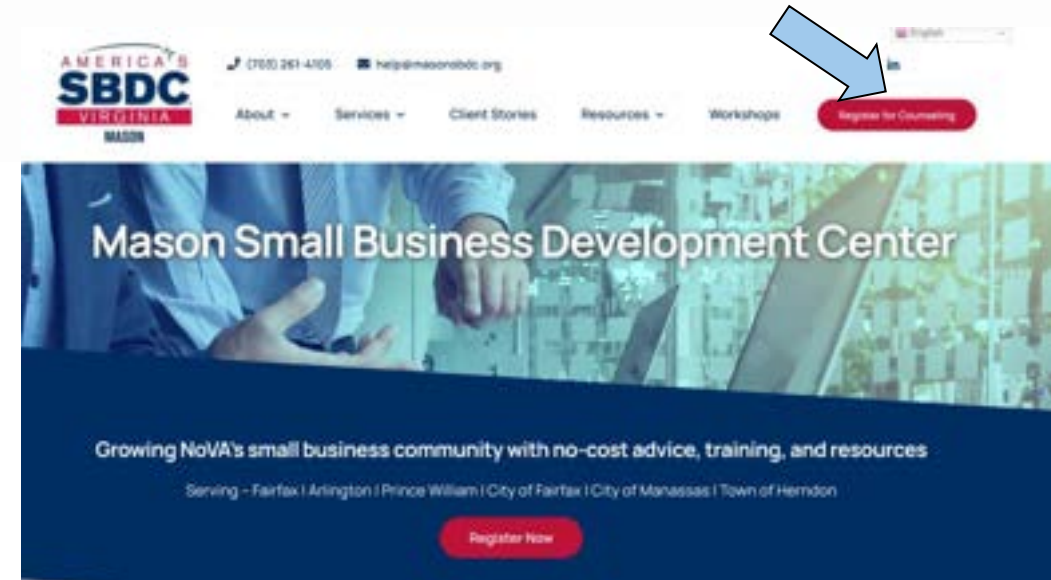 AMERICA'S
SBDC
VIRGINIA
MASON
(703) 261-4105 help@masonsbdc.org
English
in
About Services Client Stories Resources Workshops Register for Counseling
Mason Small Business Development Center
Growing NoVA's small business community with no-cost advice, training, and resources
Serving – Fairfax | Arlington | Prince William | City of Fairfax | City of Manassas | Town of Herndon
Register Now